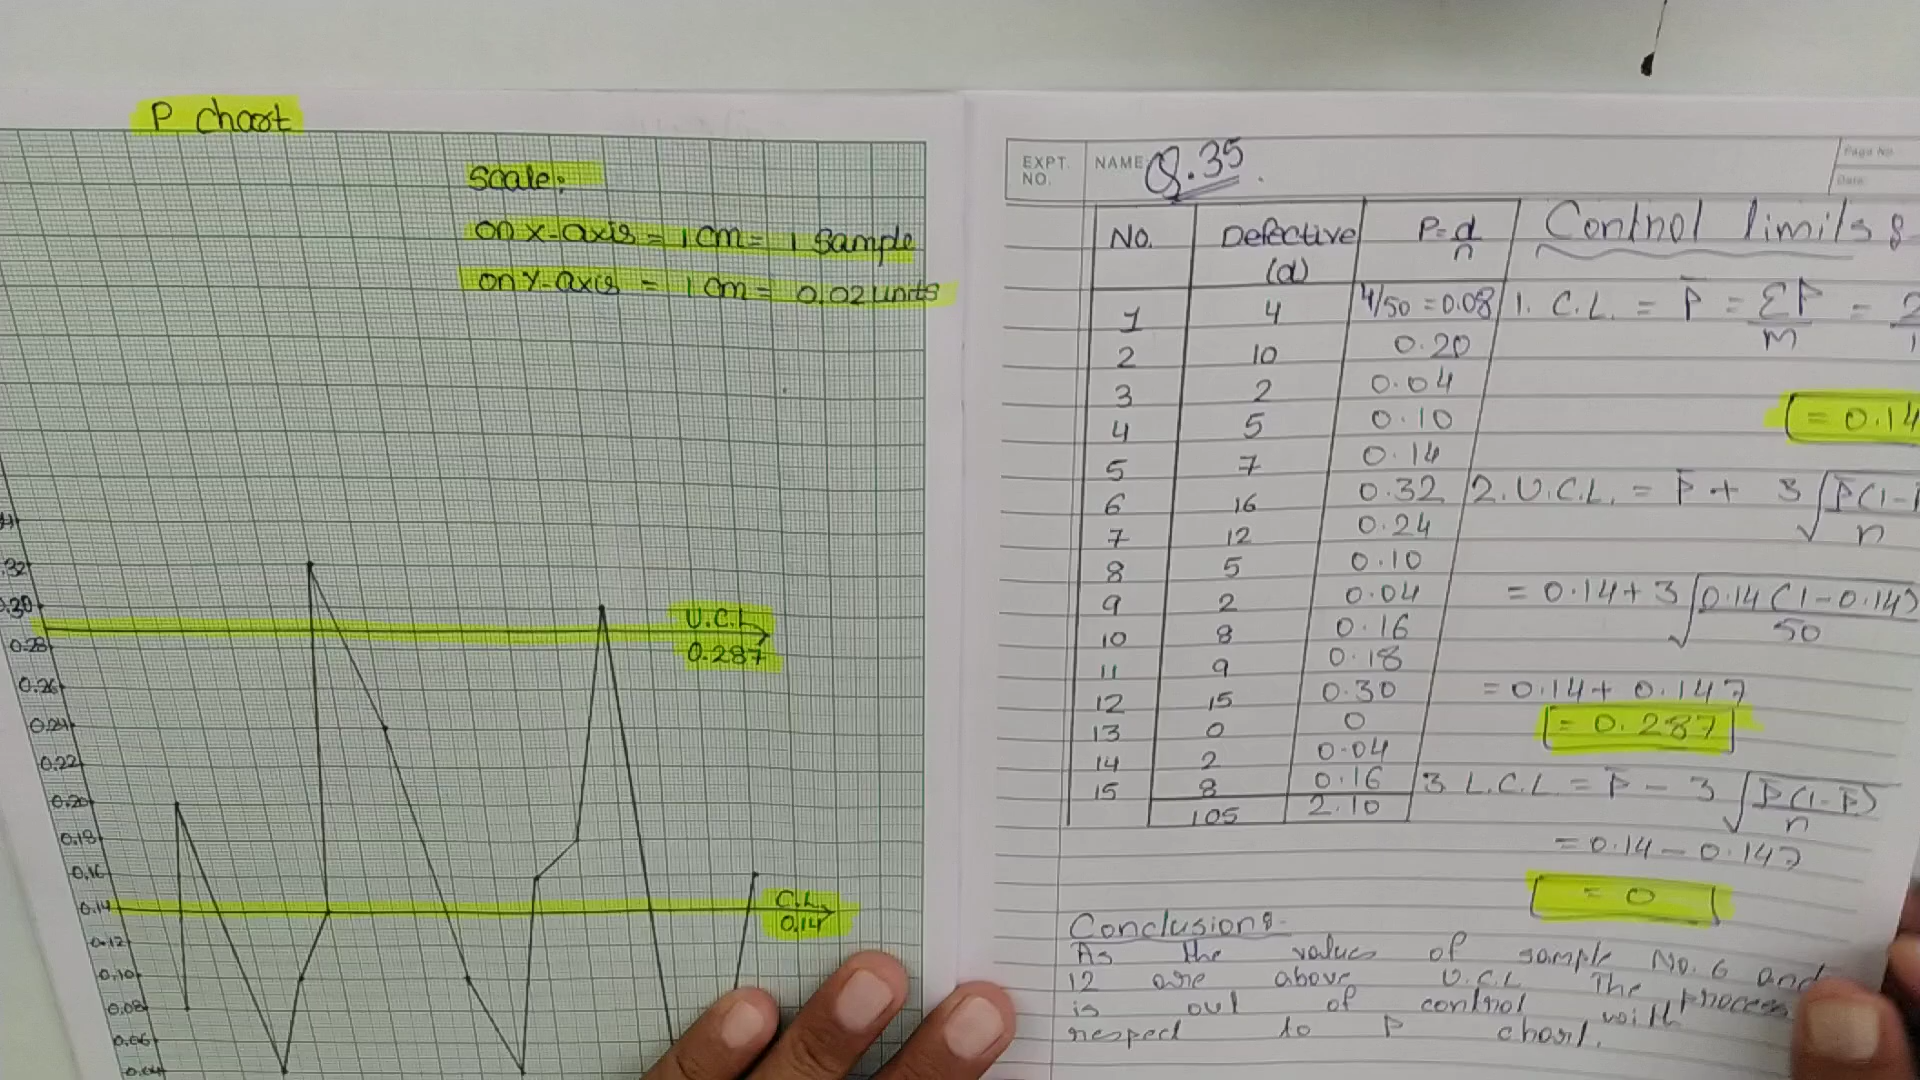 P chart
Scale:
on x-axis = 1 cm = 1 Sample
on Y-axis = 1 cm = 0.02 units
0.32
0.30
0.28
0.26
0.24
0.22
0.20
0.18
0.16
0.14
0.12
0.10
0.08
0.06
0.04
U.C.L
0.287
C.L.
0.14
EXPT. NO.
NAME
Page No.
Date
Q.35
No. Defective (d) P=d/n
1 4 4/50 = 0.08
2 10 0.20
3 2 0.04
4 5 0.10
5 7 0.14
6 16 0.32
7 12 0.24
8 5 0.10
9 2 0.04
10 8 0.16
11 9 0.18
12 15 0.30
13 0 0
14 2 0.04
15 8 0.16
105 2.10
Control limits :
1. C.L. = P̄ = ΣP/m = 2
= 0.14
2. U.C.L. = P̄ + 3 √P̄(1-P/n
= 0.14 + 3 √0.14 (1-0.14)/50
= 0.14 + 0.147
= 0.287
3 L.C.L = P̄ - 3 √P̄(1-P̄)/n
= 0.14 - 0.147
= 0
Conclusion:-
As the values of sample No. 6 and
12 are above U.C.L The process
is out of control with
respect to P chart.